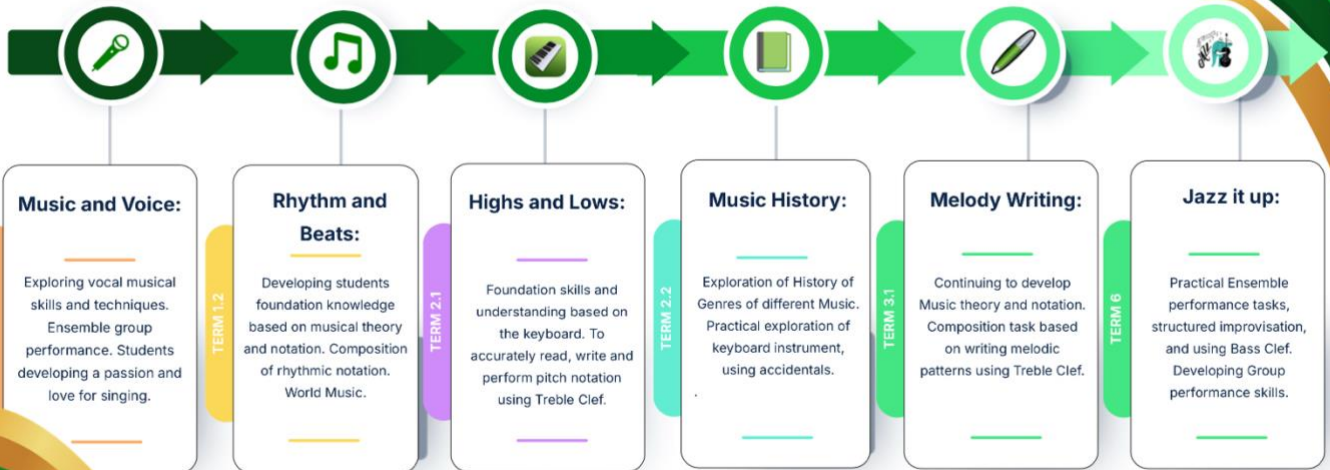 Music and Voice:
Exploring vocal musical
skills and techniques.
Ensemble group
performance. Students
developing a passion and
love for singing.
TERM 1.2
Rhythm and
Beats:
Developing students
foundation knowledge
based on musical theory
and notation. Composition
of rhythmic notation.
World Music.
TERM 2.1
Highs and Lows:
Foundation skills and
understanding based on
the keyboard. To
accurately read, write and
perform pitch notation
using Treble Clef.
TERM 2.2
Music History:
Exploration of History of
Genres of different Music.
Practical exploration of
keyboard instrument,
using accidentals.
.
TERM 3.1
Melody Writing:
Continuing to develop
Music theory and notation.
Composition task based
on writing melodic
patterns using Treble Clef.
TERM 6
Jazz it up:
Practical Ensemble
performance tasks,
structured improvisation,
and using Bass Clef.
Developing Group
performance skills.